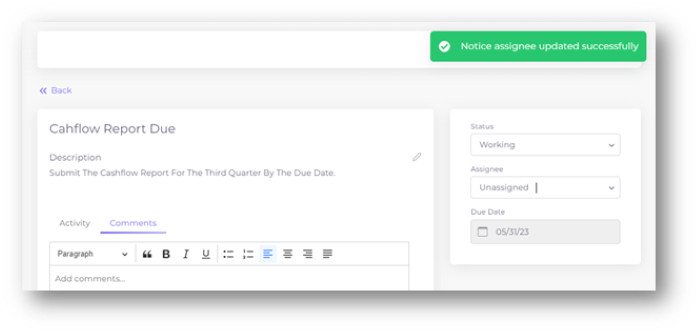 Notice assignee updated successfully
Back
Cahflow Report Due
Description
Submit The Cashflow Report For The Third Quarter By The Due Date.
Activity Comments
Paragraph B I U
Add comments...
Status
Working
Assignee
Unassigned
Due Date
05/31/23